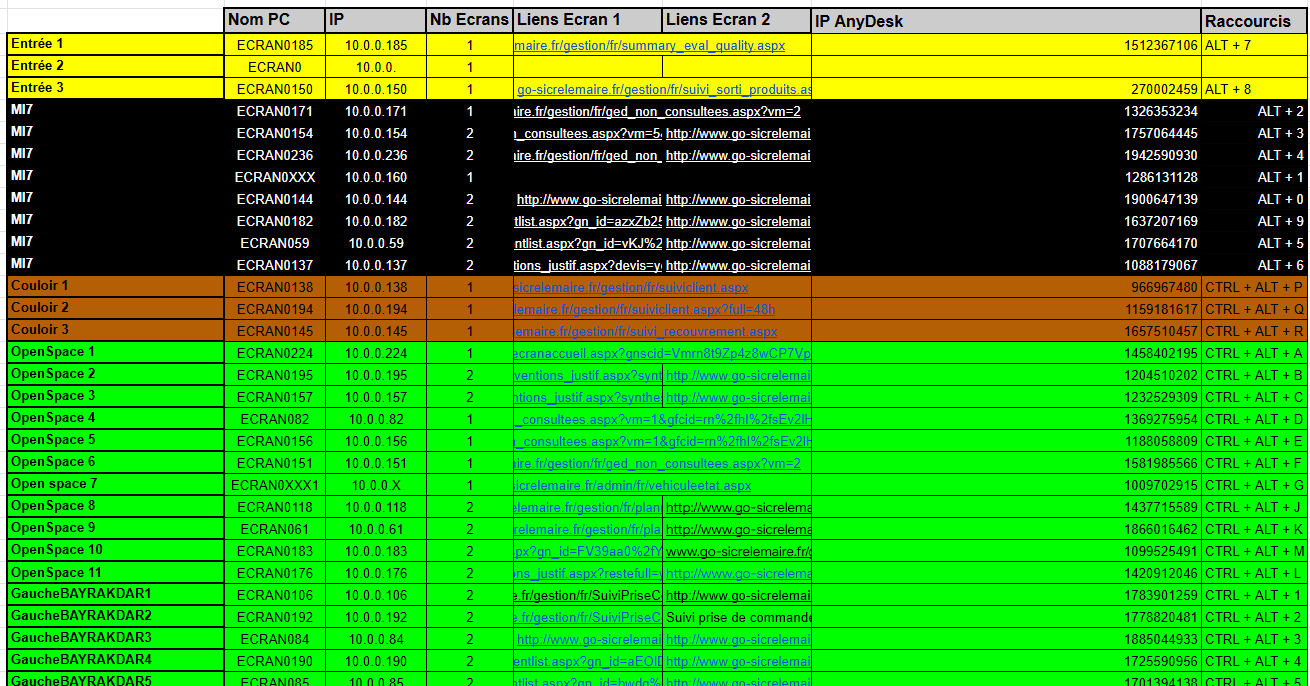 Nom PC IP Nb Ecrans Liens Ecran 1 Liens Ecran 2 IP AnyDesk Raccourcis
Entrée 1 ECRAN0185 10.0.0.185 1 maire.fr/gestion/fr/summary_eval_quality.aspx 1512367106 ALT + 7
Entrée 2 ECRAN0 10.0.0. 1
Entrée 3 ECRAN0150 10.0.0.150 1 go-sicrelemaire.fr/gestion/fr/suivi_sorti_produits.as 270002459 ALT + 8
MI7 ECRAN0171 10.0.0.171 1 aire.fr/gestion/fr/ged_non_consultees.aspx?vm=2 1326353234 ALT + 2
MI7 ECRAN0154 10.0.0.154 2 _consultees.aspx?vm=5 http://www.go-sicrelemai 1757064445 ALT + 3
MI7 ECRAN0236 10.0.0.236 2 ire.fr/gestion/fr/ged_non_ http://www.go-sicrelemai 1942590930 ALT + 4
MI7 ECRAN0XXX 10.0.0.160 1 1286131128 ALT + 1
MI7 ECRAN0144 10.0.0.144 2 http://www.go-sicrelemai http://www.go-sicrelemai 1900647139 ALT + 0
MI7 ECRAN0182 10.0.0.182 2 ntlist.aspx?gn_id=azxZb25 http://www.go-sicrelemai 1637207169 ALT + 9
MI7 ECRAN059 10.0.0.59 2 ntlist.aspx?gn_id=vKJ%2 http://www.go-sicrelemai 1707664170 ALT + 5
MI7 ECRAN0137 10.0.0.137 2 tions_justif.aspx?devis=y http://www.go-sicrelemai 1088179067 ALT + 6
Couloir 1 ECRAN0138 10.0.0.138 1 sicrelemaire.fr/gestion/fr/suiviclient.aspx 966967480 CTRL + ALT + P
Couloir 2 ECRAN0194 10.0.0.194 1 lemaire.fr/gestion/fr/suiviclient.aspx?full=48h 1159181617 CTRL + ALT + Q
Couloir 3 ECRAN0145 10.0.0.145 1 emaire.fr/gestion/fr/suivi_recouvrement.aspx 1657510457 CTRL + ALT + R
OpenSpace 1 ECRAN0224 10.0.0.224 1 ecranaccueil.aspx?gnscid=Vmrn8t9Zp4z8wCP7Vp 1458402195 CTRL + ALT + A
OpenSpace 2 ECRAN0195 10.0.0.195 2 ventions_justif.aspx?synt http://www.go-sicrelemai 1204510202 CTRL + ALT + B
OpenSpace 3 ECRAN0157 10.0.0.157 2 ntions_justif.aspx?synthe http://www.go-sicrelemai 1232529309 CTRL + ALT + C
OpenSpace 4 ECRAN082 10.0.0.82 1 _consultees.aspx?vm=1&gfcid=rn%2fhI%2fsEv2lH 1369275954 CTRL + ALT + D
OpenSpace 5 ECRAN0156 10.0.0.156 1 _consultees.aspx?vm=1&gfcid=rn%2fhI%2fsEv2lH 1188058809 CTRL + ALT + E
OpenSpace 6 ECRAN0151 10.0.0.151 1 ire.fr/gestion/fr/ged_non_consultees.aspx?vm=2 1581985566 CTRL + ALT + F
Open space 7 ECRAN0XXX1 10.0.0.X 1 sicrelemaire.fr/admin/fr/vehiculeetat.aspx 1009702915 CTRL + ALT + G
OpenSpace 8 ECRAN0118 10.0.0.118 2 elemaire.fr/gestion/fr/plan http://www.go-sicrelema 1437715589 CTRL + ALT + J
OpenSpace 9 ECRAN061 10.0.0.61 2 relemaire.fr/gestion/fr/pla http://www.go-sicrelema 1866016462 CTRL + ALT + K
OpenSpace 10 ECRAN0183 10.0.0.183 2 px?gn_id=FV39aa0%2fY www.go-sicrelemaire.fr/g 1099525491 CTRL + ALT + M
OpenSpace 11 ECRAN0176 10.0.0.176 2 ns_justif.aspx?restefull= http://www.go-sicrelemai 1420912046 CTRL + ALT + L
GaucheBAYRAKDAR1 ECRAN0106 10.0.0.106 2 e.fr/gestion/fr/SuiviPriseC http://www.go-sicrelemai 1783901259 CTRL + ALT + 1
GaucheBAYRAKDAR2 ECRAN0192 10.0.0.192 2 e.fr/gestion/fr/SuiviPriseC Suivi prise de commande 1778820481 CTRL + ALT + 2
GaucheBAYRAKDAR3 ECRAN084 10.0.0.84 2 http://www.go-sicrelemai http://www.go-sicrelemai 1885044933 CTRL + ALT + 3
GaucheBAYRAKDAR4 ECRAN0190 10.0.0.190 2 entlist.aspx?gn_id=aEOID http://www.go-sicrelemai 1725590956 CTRL + ALT + 4
GaucheBAYRAKDAR5 ECRAN085 10.0.0.85 2 ntlist.aspx?gn_id=bwdg% http://www.go-sicrelemai 1701394138 CTRL + ALT + 5